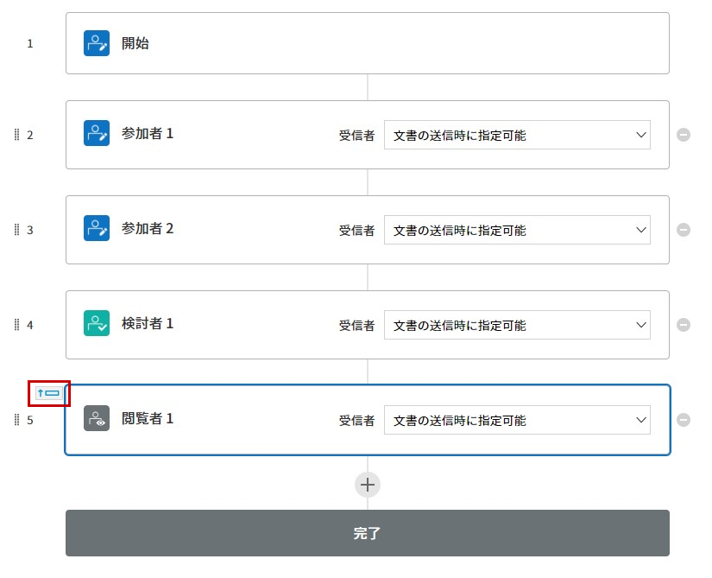 1 開始
2 参加者 1 受信者 文書の送信時に指定可能
3 参加者 2 受信者 文書の送信時に指定可能
4 検討者 1 受信者 文書の送信時に指定可能
5 閲覧者 1 受信者 文書の送信時に指定可能
完了